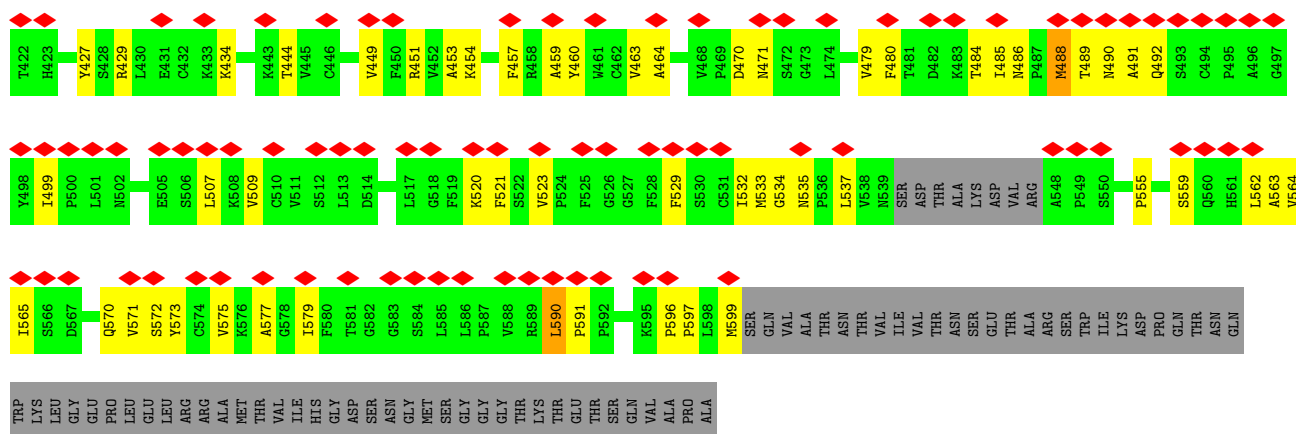 T422 H423 Y427 S428 R429 L430 E431 C432 K433 K434 K443 T444 V445 C446 V449 F450 R451 V452 A453 K454 F457 R458 A459 Y460 W461 C462 V463 A464 V468 P469 D470 N471 S472 G473 L474 V479 F480 T481 D482 K483 T484 I485 N486 P487 M488 T489 N490 A491 Q492 S493 C494 P495 A496 G497
Y498 I499 P500 L501 N502 E505 S506 L507 K508 V509 C510 V511 S512 L513 D514 L517 G518 F519 K520 F521 S522 V523 P524 F525 G526 G527 F528 F529 S530 C531 I532 M533 G534 N535 P536 L537 V538 N539 SER ASP THR ALA LYS ASP VAL ARG A548 P549 S550 P555 S559 Q560 H561 L562 A563 V564
I565 S566 D567 Q570 V571 S572 Y573 C574 V575 K576 A577 G578 I579 F580 T581 G582 G583 S584 L585 L586 P587 V588 R589 L590 P591 P592 K595 P596 P597 L598 M599 SER GLN VAL ALA THR ASN THR VAL ILE VAL THR ASN SER GLU THR ALA ARG SER TRP ILE LYS ASP PRO GLN THR ASN GLN
TRP LYS LEU GLY GLU PRO LEU GLU LEU ARG ARG ALA MET THR VAL ILE HIS GLY ASP SER ASN GLY MET SER GLY GLY GLY THR LYS THR GLU THR SER GLN VAL ALA PRO ALA